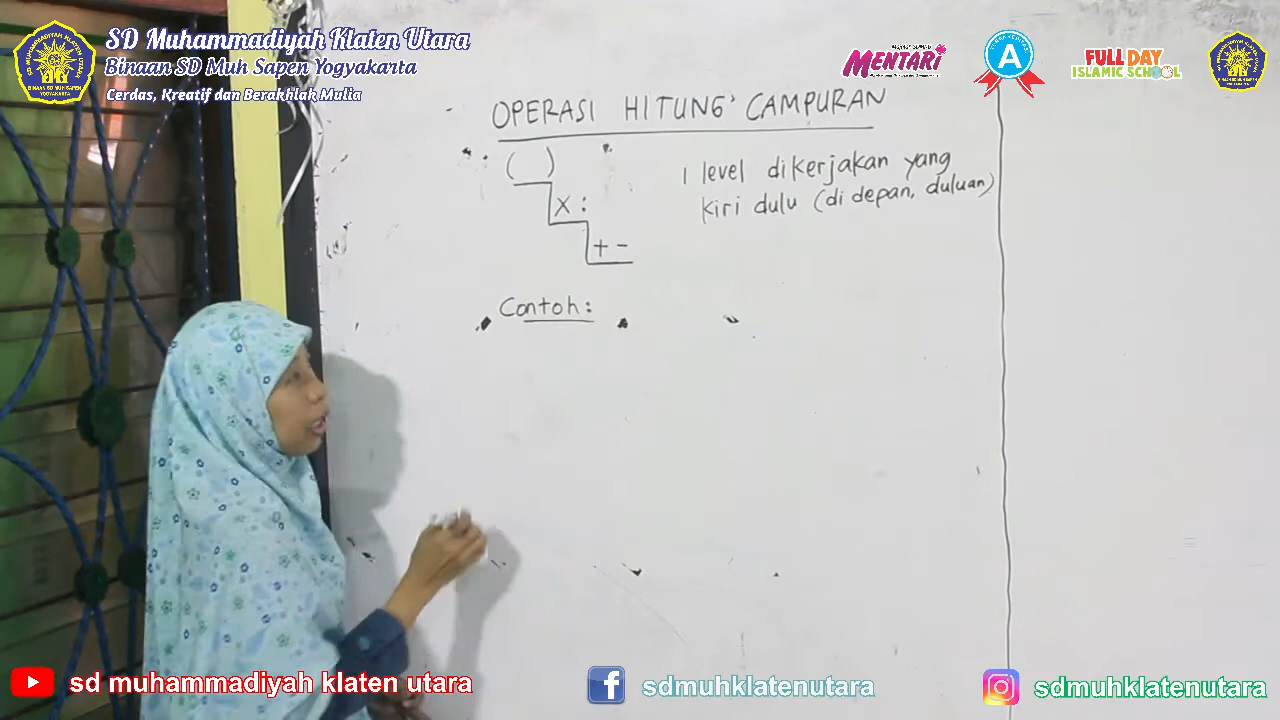 SD Muhammadiyah Klaten Utara
Binaan SD Muh Sapen Yogyakarta
Cerdas, Kreatif dan Berakhlak Mulia
MENTARI
A
FULL DAY
ISLAMIC SCHOOL
OPERASI HITUNG CAMPURAN
( )
X :
+ -
1 level dikerjakan yang
kiri dulu (di depan, duluan)
Contoh:
sd muhammadiyah klaten utara
sdmuhklatenutara
sdmuhklatenutara